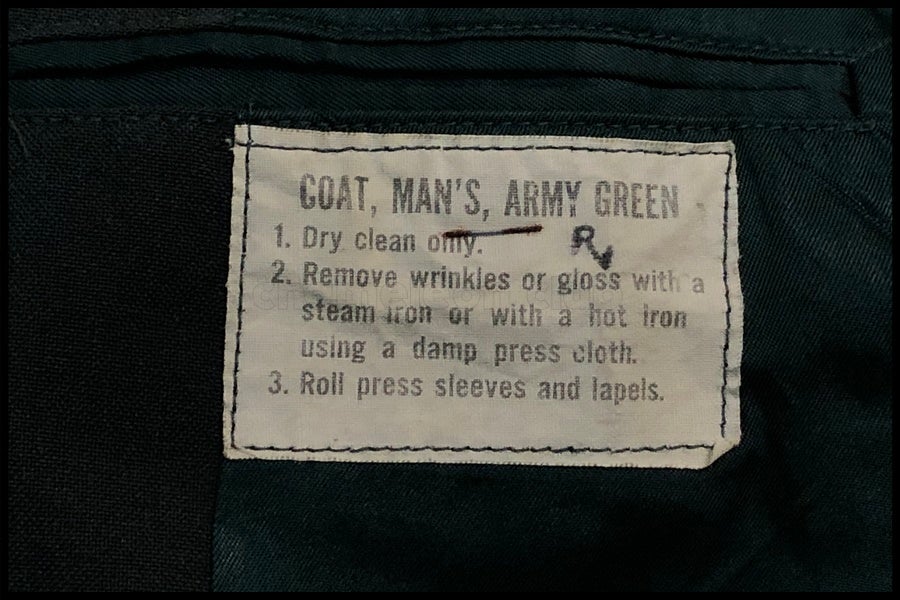 COAT, MAN'S, ARMY GREEN
1. Dry clean only.
2. Remove wrinkles or gloss with a
steam iron or with a hot iron
using a damp press cloth.
3. Roll press sleeves and lapels.